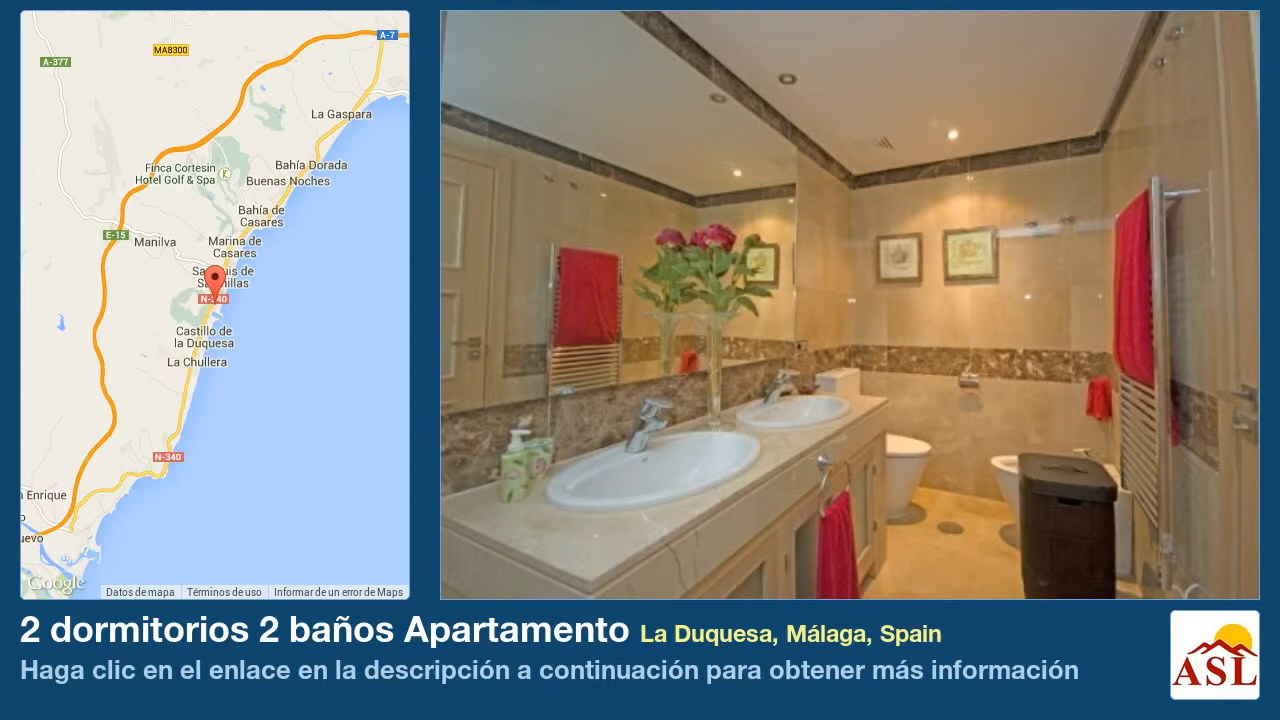 A-7
MA8300
A-377
La Gaspara
Finca Cortesin
Hotel Golf & Spa
Bahía Dorada
Buenas Noches
Bahía de
Casares
E-15
Manilva
Marina de
Casares
N-340
Castillo de
la Duquesa
La Chullera
N-340
Enrique
Google
Datos de mapa
Términos de uso
Informar de un error de Maps
2 dormitorios 2 baños Apartamento La Duquesa, Málaga, Spain
Haga clic en el enlace en la descripción a continuación para obtener más información
ASL